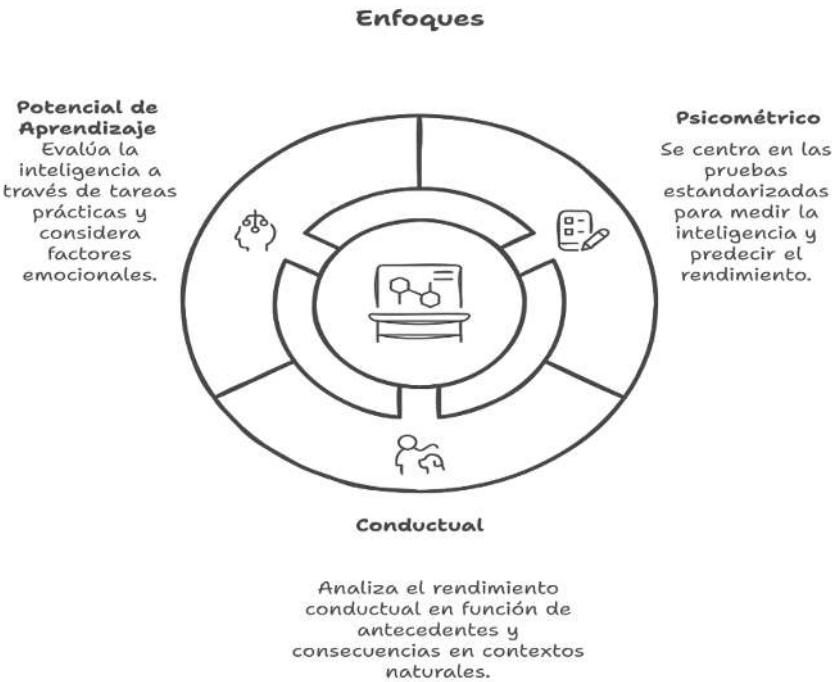 Enfoques
Potencial de
Aprendizaje
Evalúa la
inteligencia a
través de tareas
prácticas y
considera
factores
emocionales.
Psicométrico
Se centra en las
pruebas
estandarizadas
para medir la
inteligencia y
predecir el
rendimiento.
Conductual
Analiza el rendimiento
conductual en función de
antecedentes y
consecuencias en contextos
naturales.